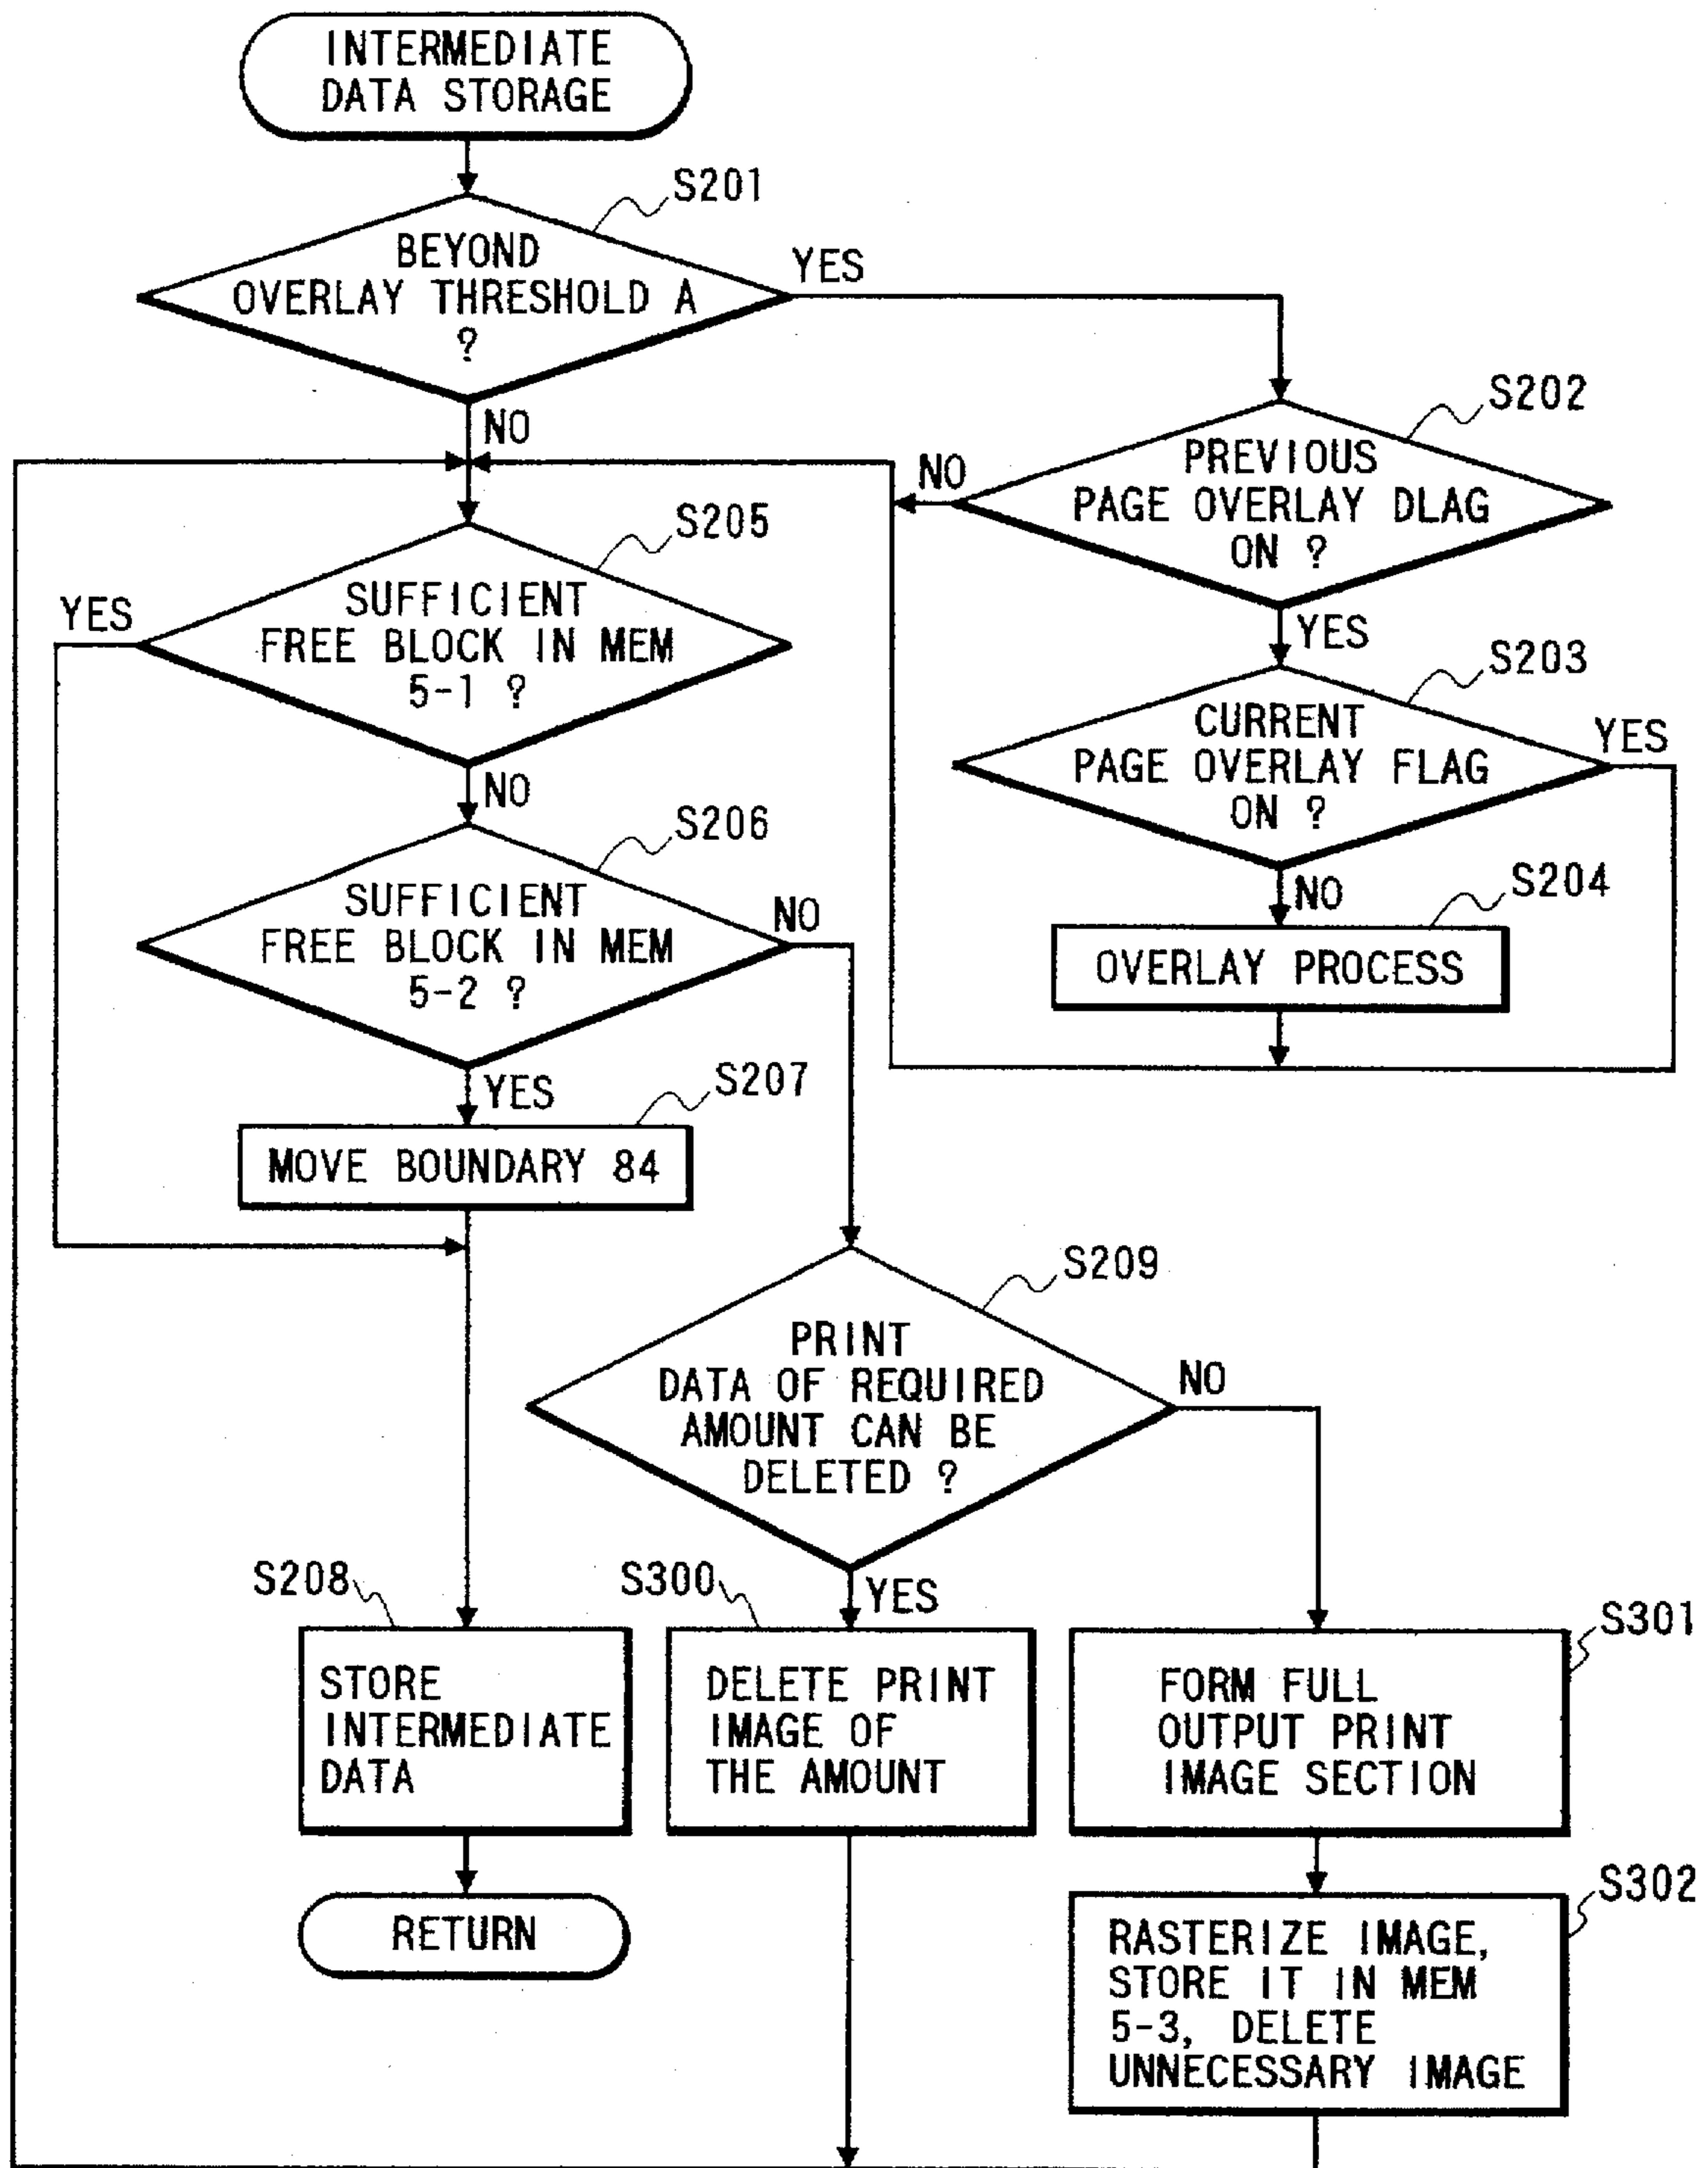 INTERMEDIATE
DATA STORAGE
S201
BEYOND
OVERLAY THRESHOLD A
?
YES
NO
S202
PREVIOUS
PAGE OVERLAY DLAG
ON ?
NO
YES
S203
CURRENT
PAGE OVERLAY FLAG
ON ?
YES
NO
S204
OVERLAY PROCESS
S205
SUFFICIENT
FREE BLOCK IN MEM
5-1 ?
YES
NO
S206
SUFFICIENT
FREE BLOCK IN MEM
5-2 ?
NO
YES
S207
MOVE BOUNDARY 84
S209
PRINT
DATA OF REQUIRED
AMOUNT CAN BE
DELETED ?
NO
YES
S208
STORE
INTERMEDIATE
DATA
RETURN
S300
DELETE PRINT
IMAGE OF
THE AMOUNT
S301
FORM FULL
OUTPUT PRINT
IMAGE SECTION
S302
RASTERIZE IMAGE,
STORE IT IN MEM
5-3, DELETE
UNNECESSARY IMAGE